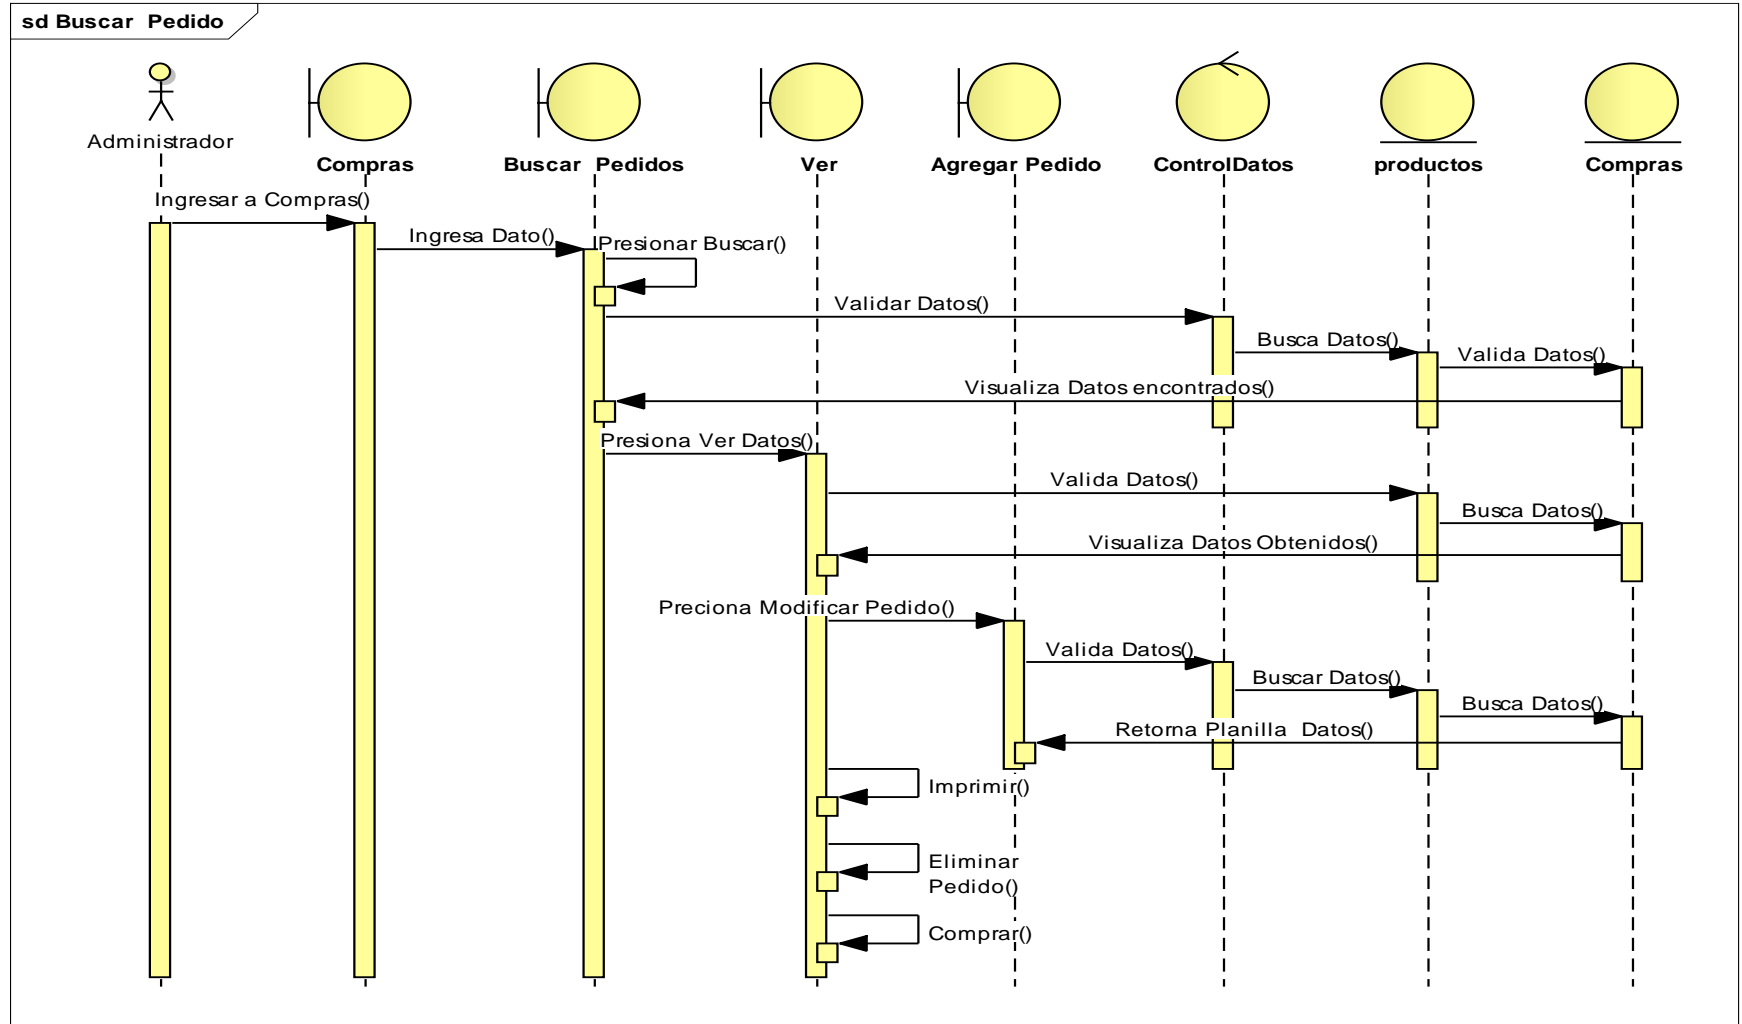 sd Buscar  Pedido
Administrador
Compras
Buscar  Pedidos
Ver
Agregar Pedido
ControlDatos
productos
Compras
Ingresar a Compras()
Ingresa Dato()
Presionar Buscar()
Validar Datos()
Busca Datos()
Valida Datos()
Visualiza Datos encontrados()
Presiona Ver Datos()
Valida Datos()
Busca Datos()
Visualiza Datos Obtenidos()
Preciona Modificar Pedido()
Valida Datos()
Buscar Datos()
Busca Datos()
Retorna Planilla  Datos()
Imprimir()
Eliminar
Pedido()
Comprar()